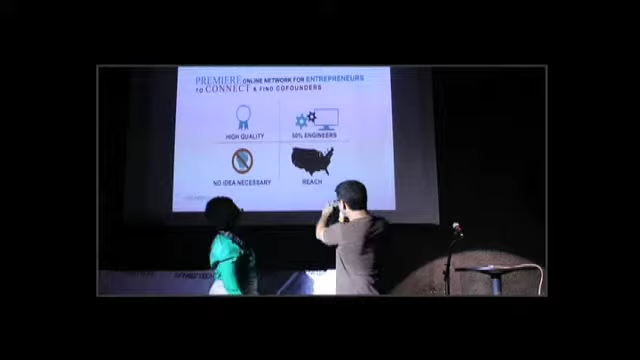 PREMIERE ONLINE NETWORK FOR ENTREPRENEURS
TO CONNECT & FIND COFOUNDERS
HIGH QUALITY
50% ENGINEERS
NO IDEA NECESSARY
REACH